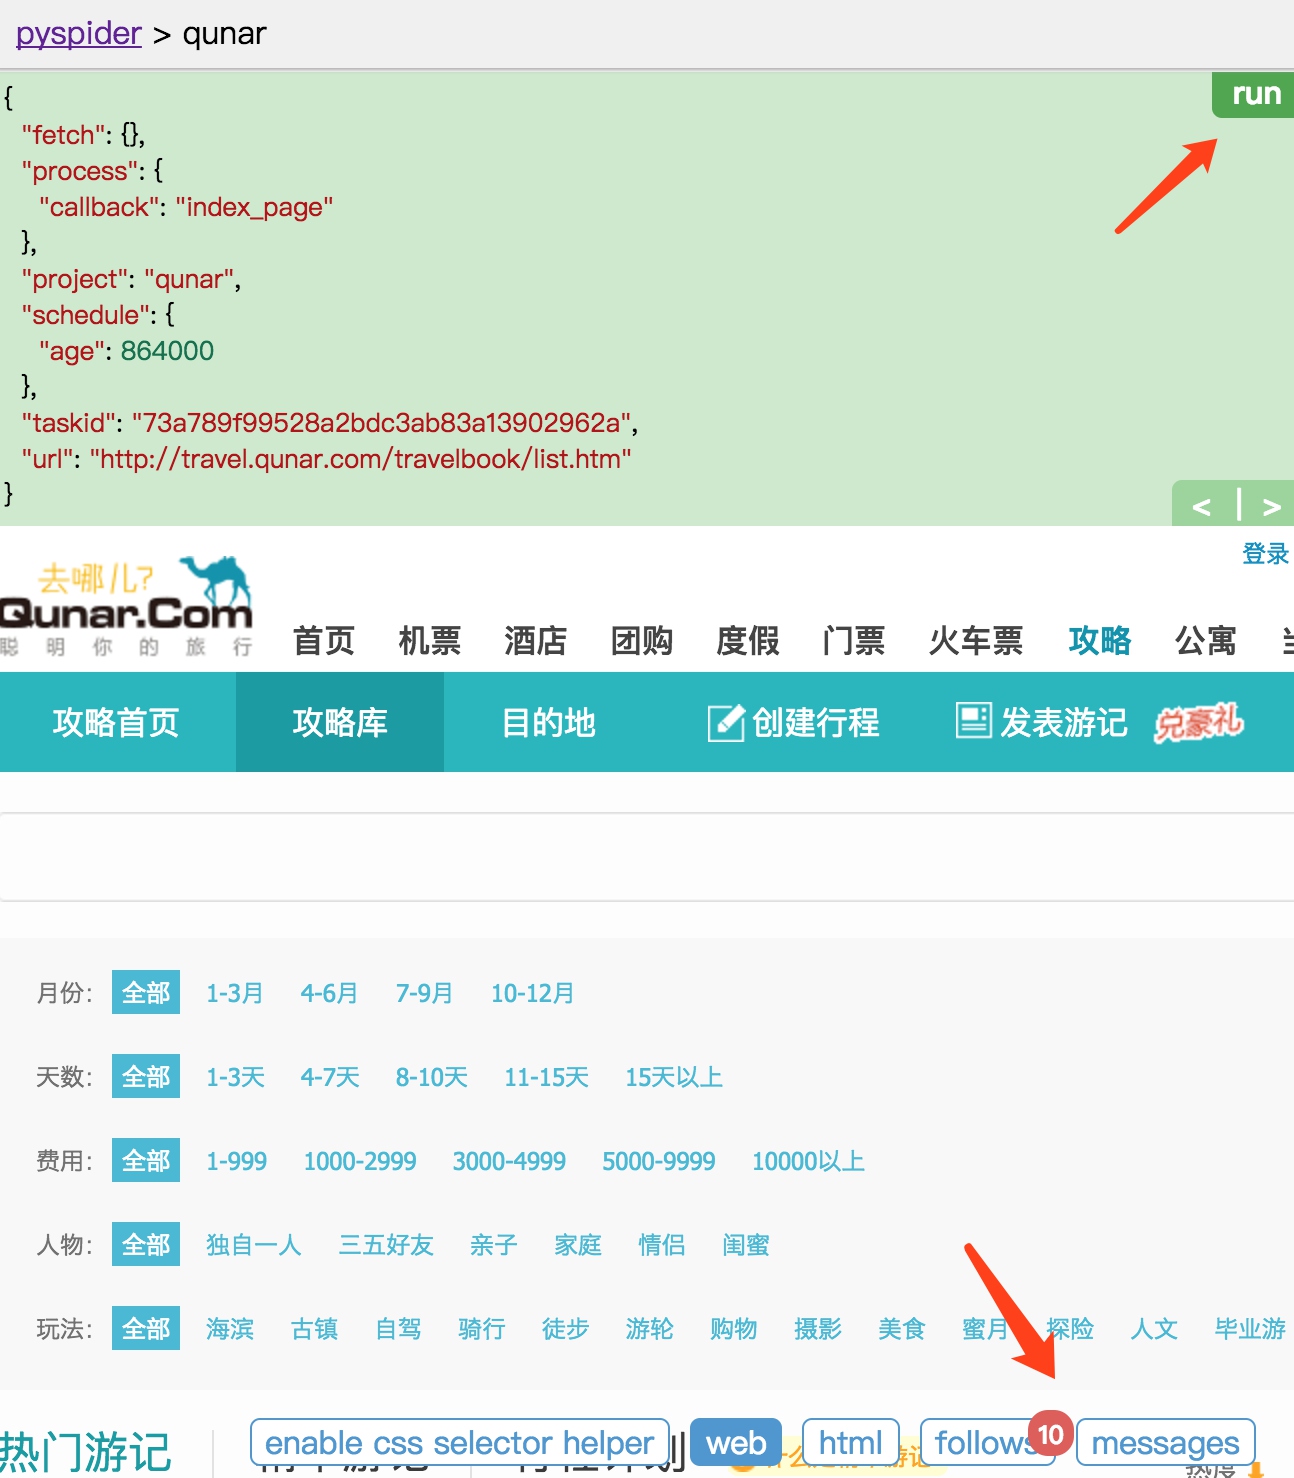 pyspider > qunar
run
{
"fetch": {},
"process": {
"callback": "index_page"
},
"project": "qunar",
"schedule": {
"age": 864000
},
"taskid": "73a789f99528a2bdc3ab83a13902962a",
"url": "http://travel.qunar.com/travelbook/list.htm"
}
< | >
登录
去哪儿?
Qunar.Com
聪明你的旅行
首页 机票 酒店 团购 度假 门票 火车票 攻略 公寓
攻略首页 攻略库 目的地 创建行程 发表游记 兑豪礼
月份: 全部 1-3月 4-6月 7-9月 10-12月
天数: 全部 1-3天 4-7天 8-10天 11-15天 15天以上
费用: 全部 1-999 1000-2999 3000-4999 5000-9999 10000以上
人物: 全部 独自一人 三五好友 亲子 家庭 情侣 闺蜜
玩法: 全部 海滨 古镇 自驾 骑行 徒步 游轮 购物 摄影 美食 蜜月 探险 人文 毕业游
热门游记 enable css selector helper web html follows 10 messages
热度